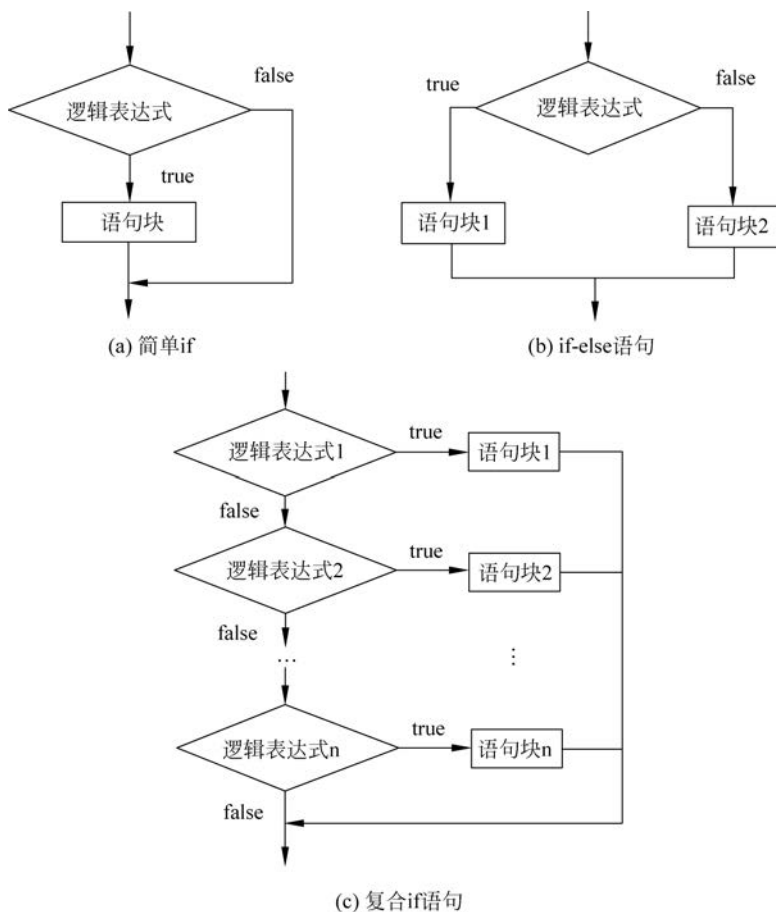 false
逻辑表达式
true
语句块
(a) 简单if
true
false
逻辑表达式
语句块1
语句块2
(b) if-else语句
逻辑表达式1
true
语句块1
false
逻辑表达式2
true
语句块2
false
...
⋮
逻辑表达式n
true
语句块n
false
(c) 复合if语句